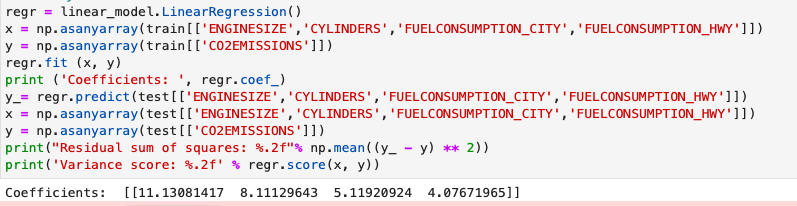 regr = linear_model.LinearRegression()
x = np.asanyarray(train[['ENGINESIZE','CYLINDERS','FUELCONSUMPTION_CITY','FUELCONSUMPTION_HWY']])
y = np.asanyarray(train[['CO2EMISSIONS']])
regr.fit (x, y)
print ('Coefficients: ', regr.coef_)
y_= regr.predict(test[['ENGINESIZE','CYLINDERS','FUELCONSUMPTION_CITY','FUELCONSUMPTION_HWY']])
x = np.asanyarray(test[['ENGINESIZE','CYLINDERS','FUELCONSUMPTION_CITY','FUELCONSUMPTION_HWY']])
y = np.asanyarray(test[['CO2EMISSIONS']])
print("Residual sum of squares: %.2f"% np.mean((y_ - y) ** 2))
print('Variance score: %.2f' % regr.score(x, y))
Coefficients:  [[11.13081417  8.11129643  5.11920924  4.07671965]]